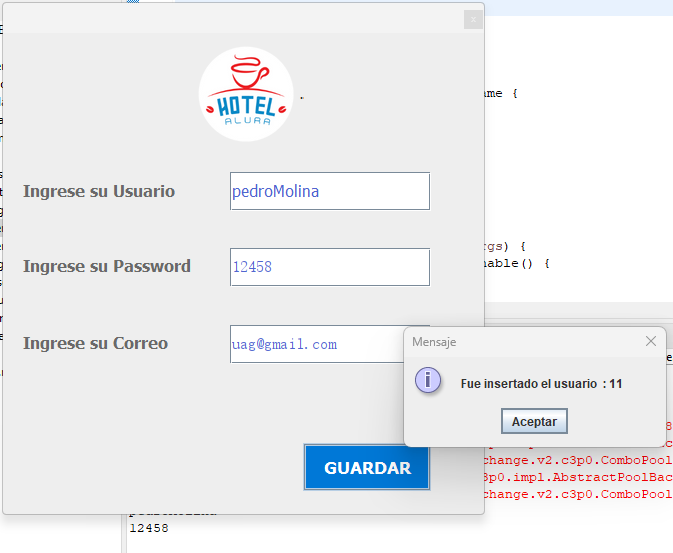 x
ame {
HOTEL
ALURA
Ingrese su Usuario
pedroMolina
Ingrese su Password
12458
rgs) {
nable() {
Ingrese su Correo
uag@gmail.com
Mensaje
Fue insertado el usuario : 11
Aceptar
GUARDAR
change.v2.c3p0.ComboPool
3p0.impl.AbstractPoolBac
change.v2.c3p0.ComboPool
pedroMolina
12458